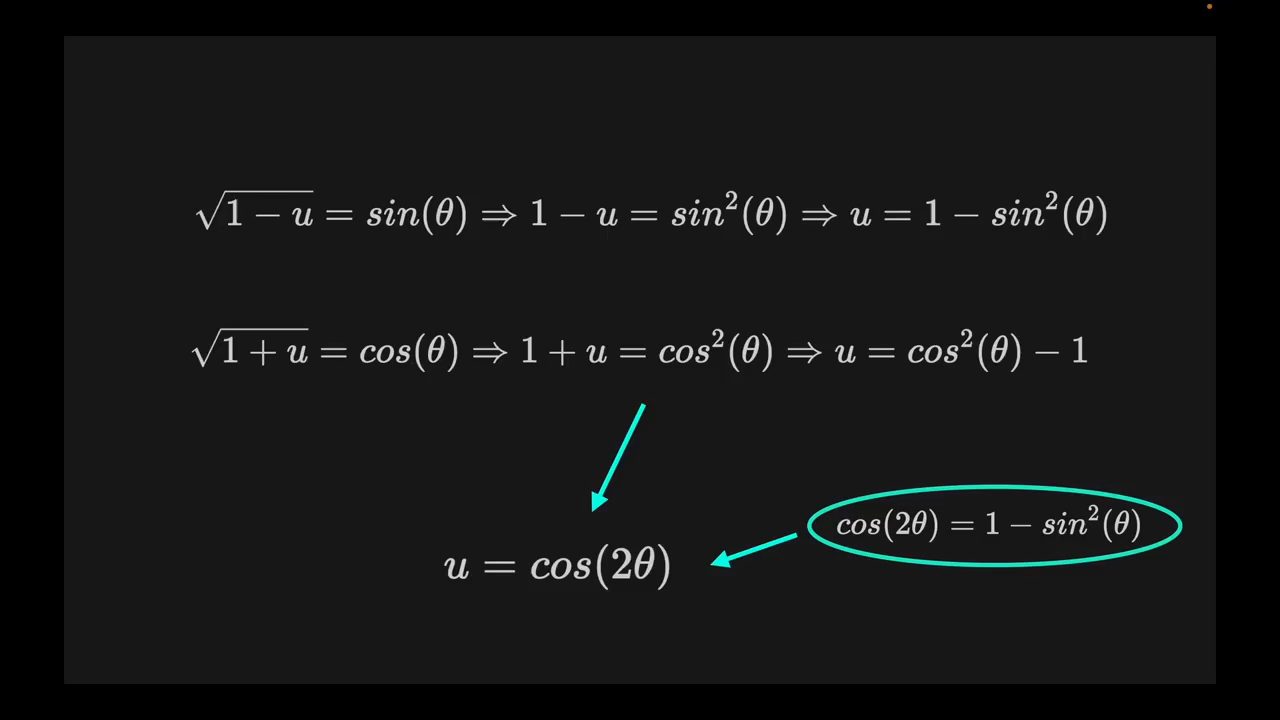 √1 − u = sin(θ) ⇒ 1 − u = sin²(θ) ⇒ u = 1 − sin²(θ)
√1 + u = cos(θ) ⇒ 1 + u = cos²(θ) ⇒ u = cos²(θ) − 1
cos(2θ) = 1 − sin²(θ)
u = cos(2θ)